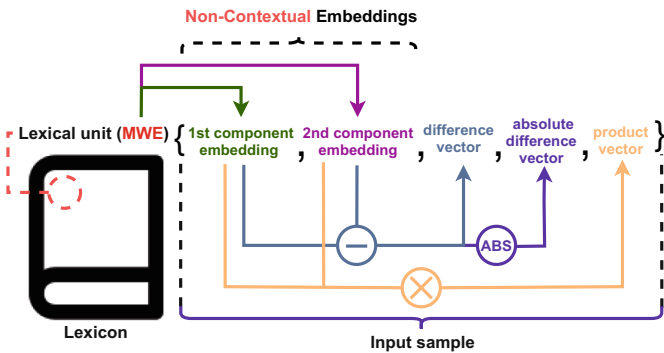 Non-Contextual Embeddings
Lexical unit (MWE) { 1st component embedding , 2nd component embedding , difference vector , absolute difference vector , product vector }
−
ABS
×
Lexicon
Input sample